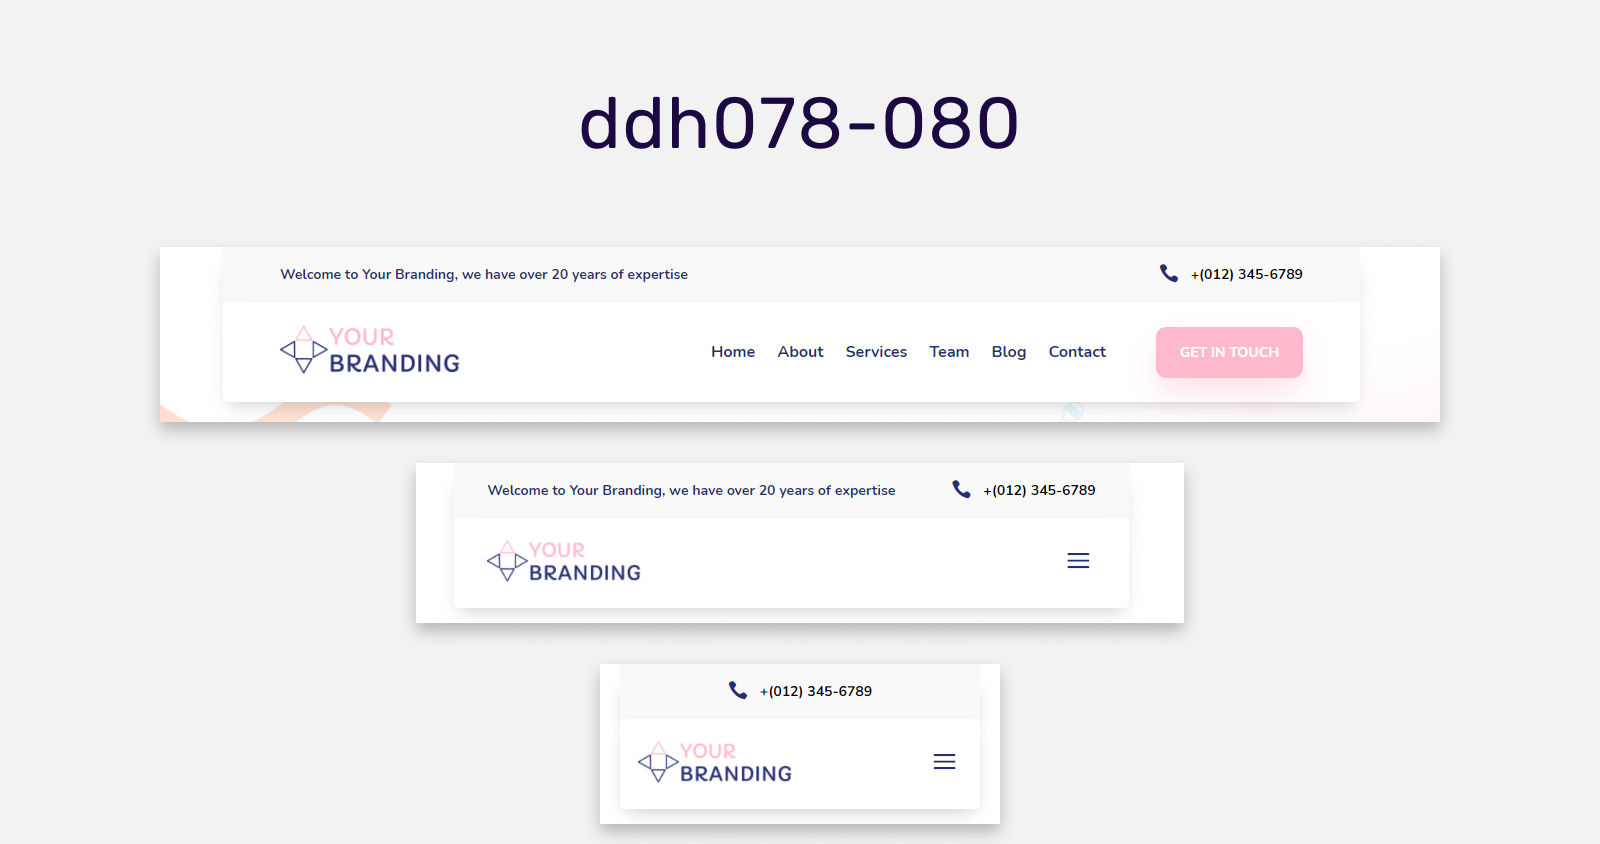 ddh078-080
Welcome to Your Branding, we have over 20 years of expertise
+(012) 345-6789
YOUR
BRANDING
Home About Services Team Blog Contact
GET IN TOUCH
Welcome to Your Branding, we have over 20 years of expertise
+(012) 345-6789
YOUR
BRANDING
+(012) 345-6789
YOUR
BRANDING